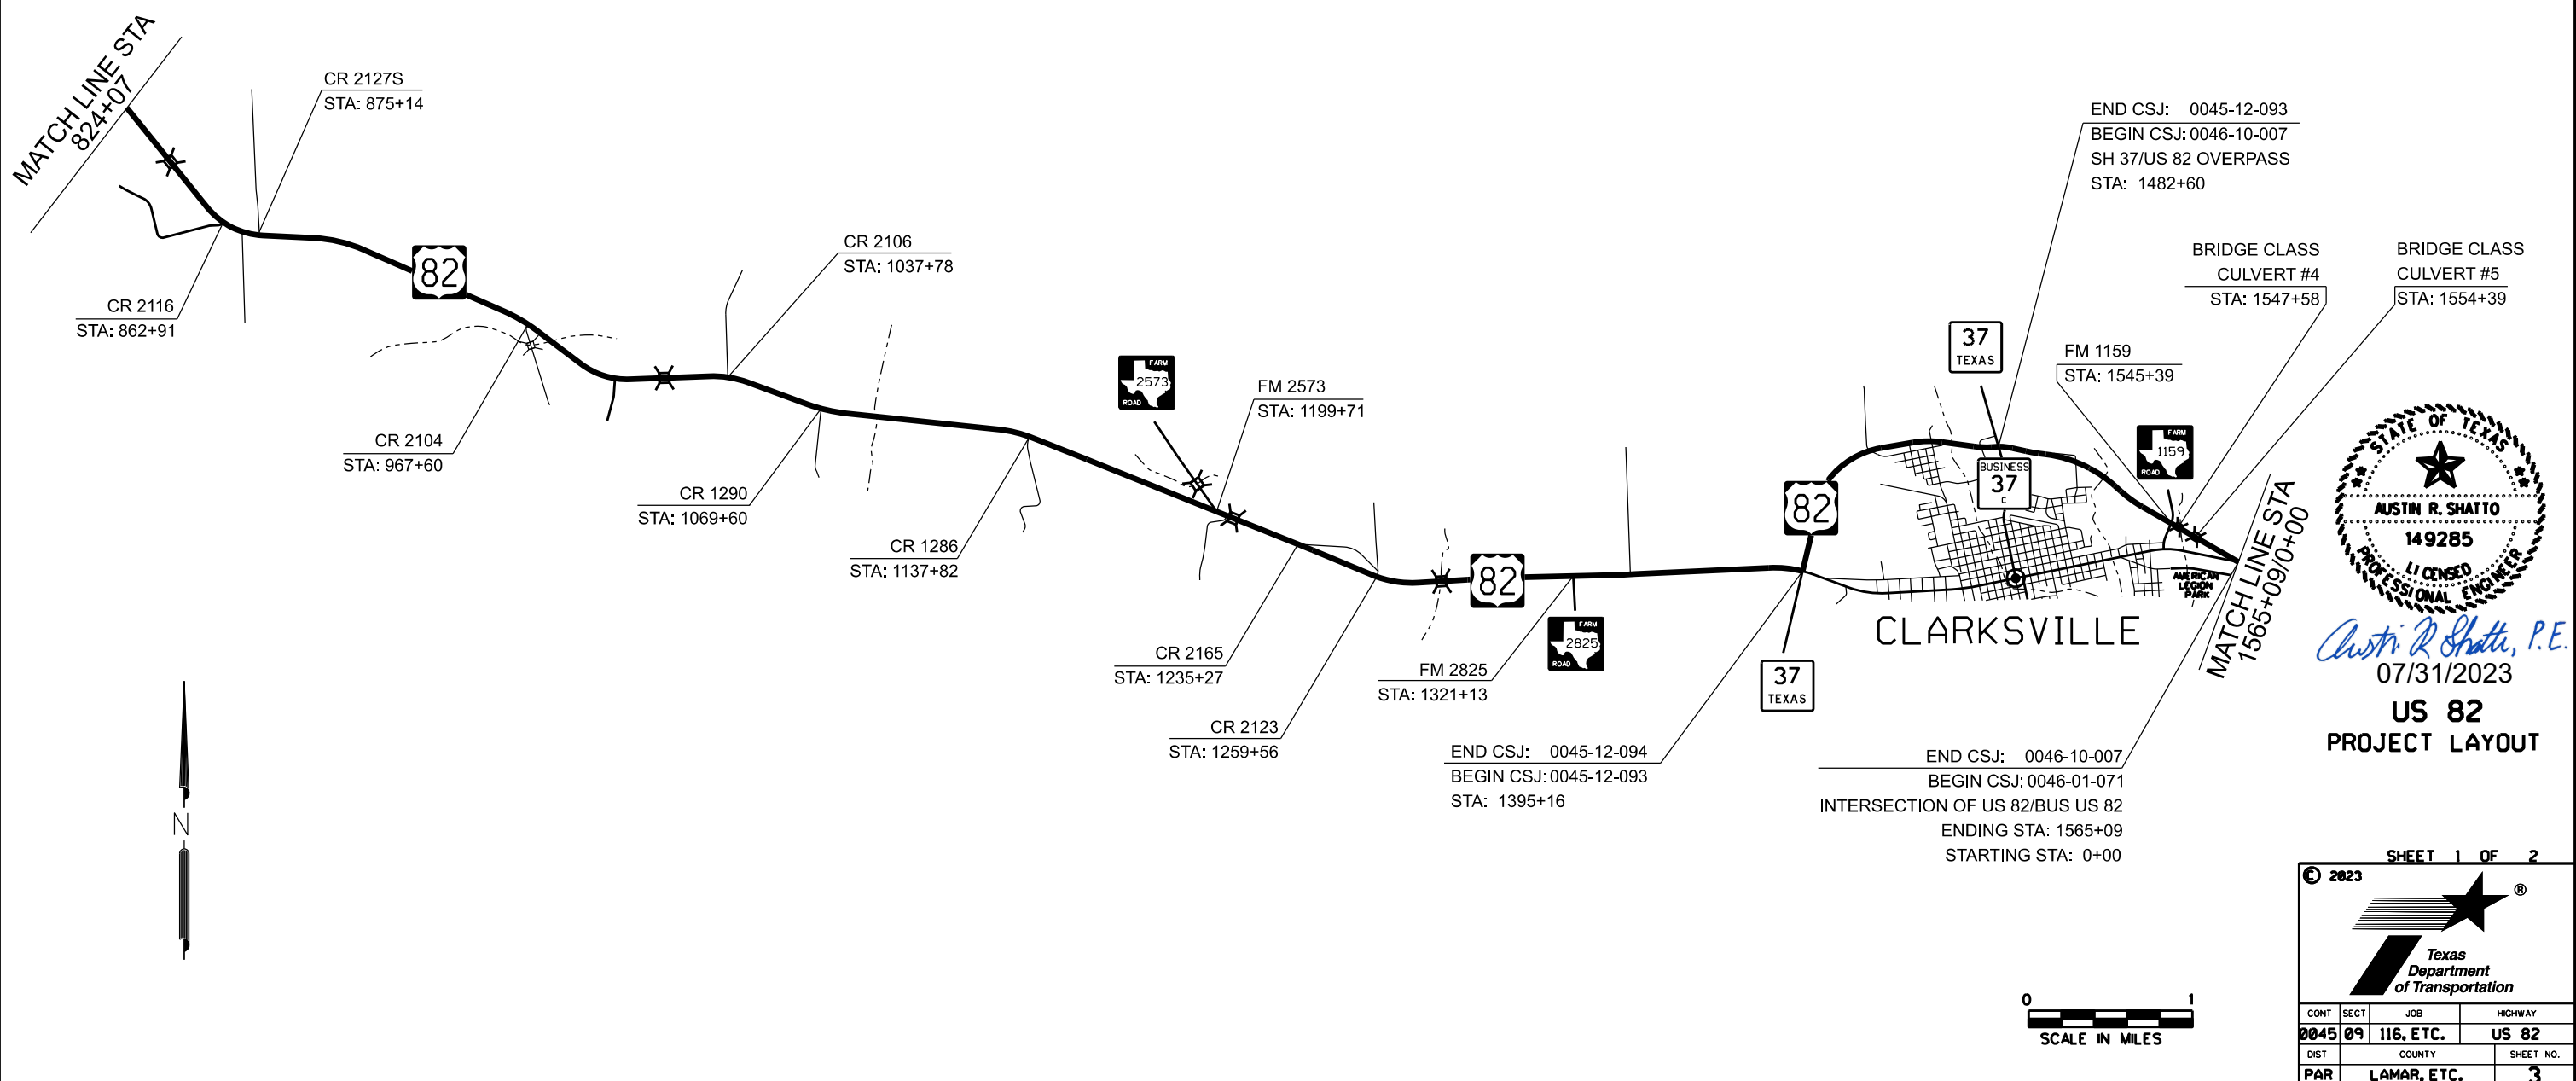 MATCH LINE STA
824+07
CR 2127S
STA: 875+14
CR 2116
STA: 862+91
82
CR 2104
STA: 967+60
CR 2106
STA: 1037+78
CR 1290
STA: 1069+60
CR 1286
STA: 1137+82
FARM
2573
ROAD
FM 2573
STA: 1199+71
CR 2165
STA: 1235+27
CR 2123
STA: 1259+56
82
FM 2825
STA: 1321+13
FARM
2825
ROAD
END CSJ: 0045-12-094
BEGIN CSJ: 0045-12-093
STA: 1395+16
37
TEXAS
82
END CSJ: 0045-12-093
BEGIN CSJ: 0046-10-007
SH 37/US 82 OVERPASS
STA: 1482+60
37
TEXAS
BUSINESS
37
C
CLARKSVILLE
FM 1159
STA: 1545+39
FARM
1159
ROAD
BRIDGE CLASS
CULVERT #4
STA: 1547+58
BRIDGE CLASS
CULVERT #5
STA: 1554+39
AMERICAN
LEGION
PARK
MATCH LINE STA
1565+09/0+00
END CSJ: 0046-10-007
BEGIN CSJ: 0046-01-071
INTERSECTION OF US 82/BUS US 82
ENDING STA: 1565+09
STARTING STA: 0+00
STATE OF TEXAS
AUSTIN R. SHATTO
149285
LICENSED
PROFESSIONAL ENGINEER
Austin R Shatto, P.E.
07/31/2023
US 82
PROJECT LAYOUT
N
0 1
SCALE IN MILES
SHEET 1 OF 2
© 2023
®
Texas
Department
of Transportation
CONT SECT JOB HIGHWAY
0045 09 116, ETC. US 82
DIST COUNTY SHEET NO.
PAR LAMAR, ETC. 3